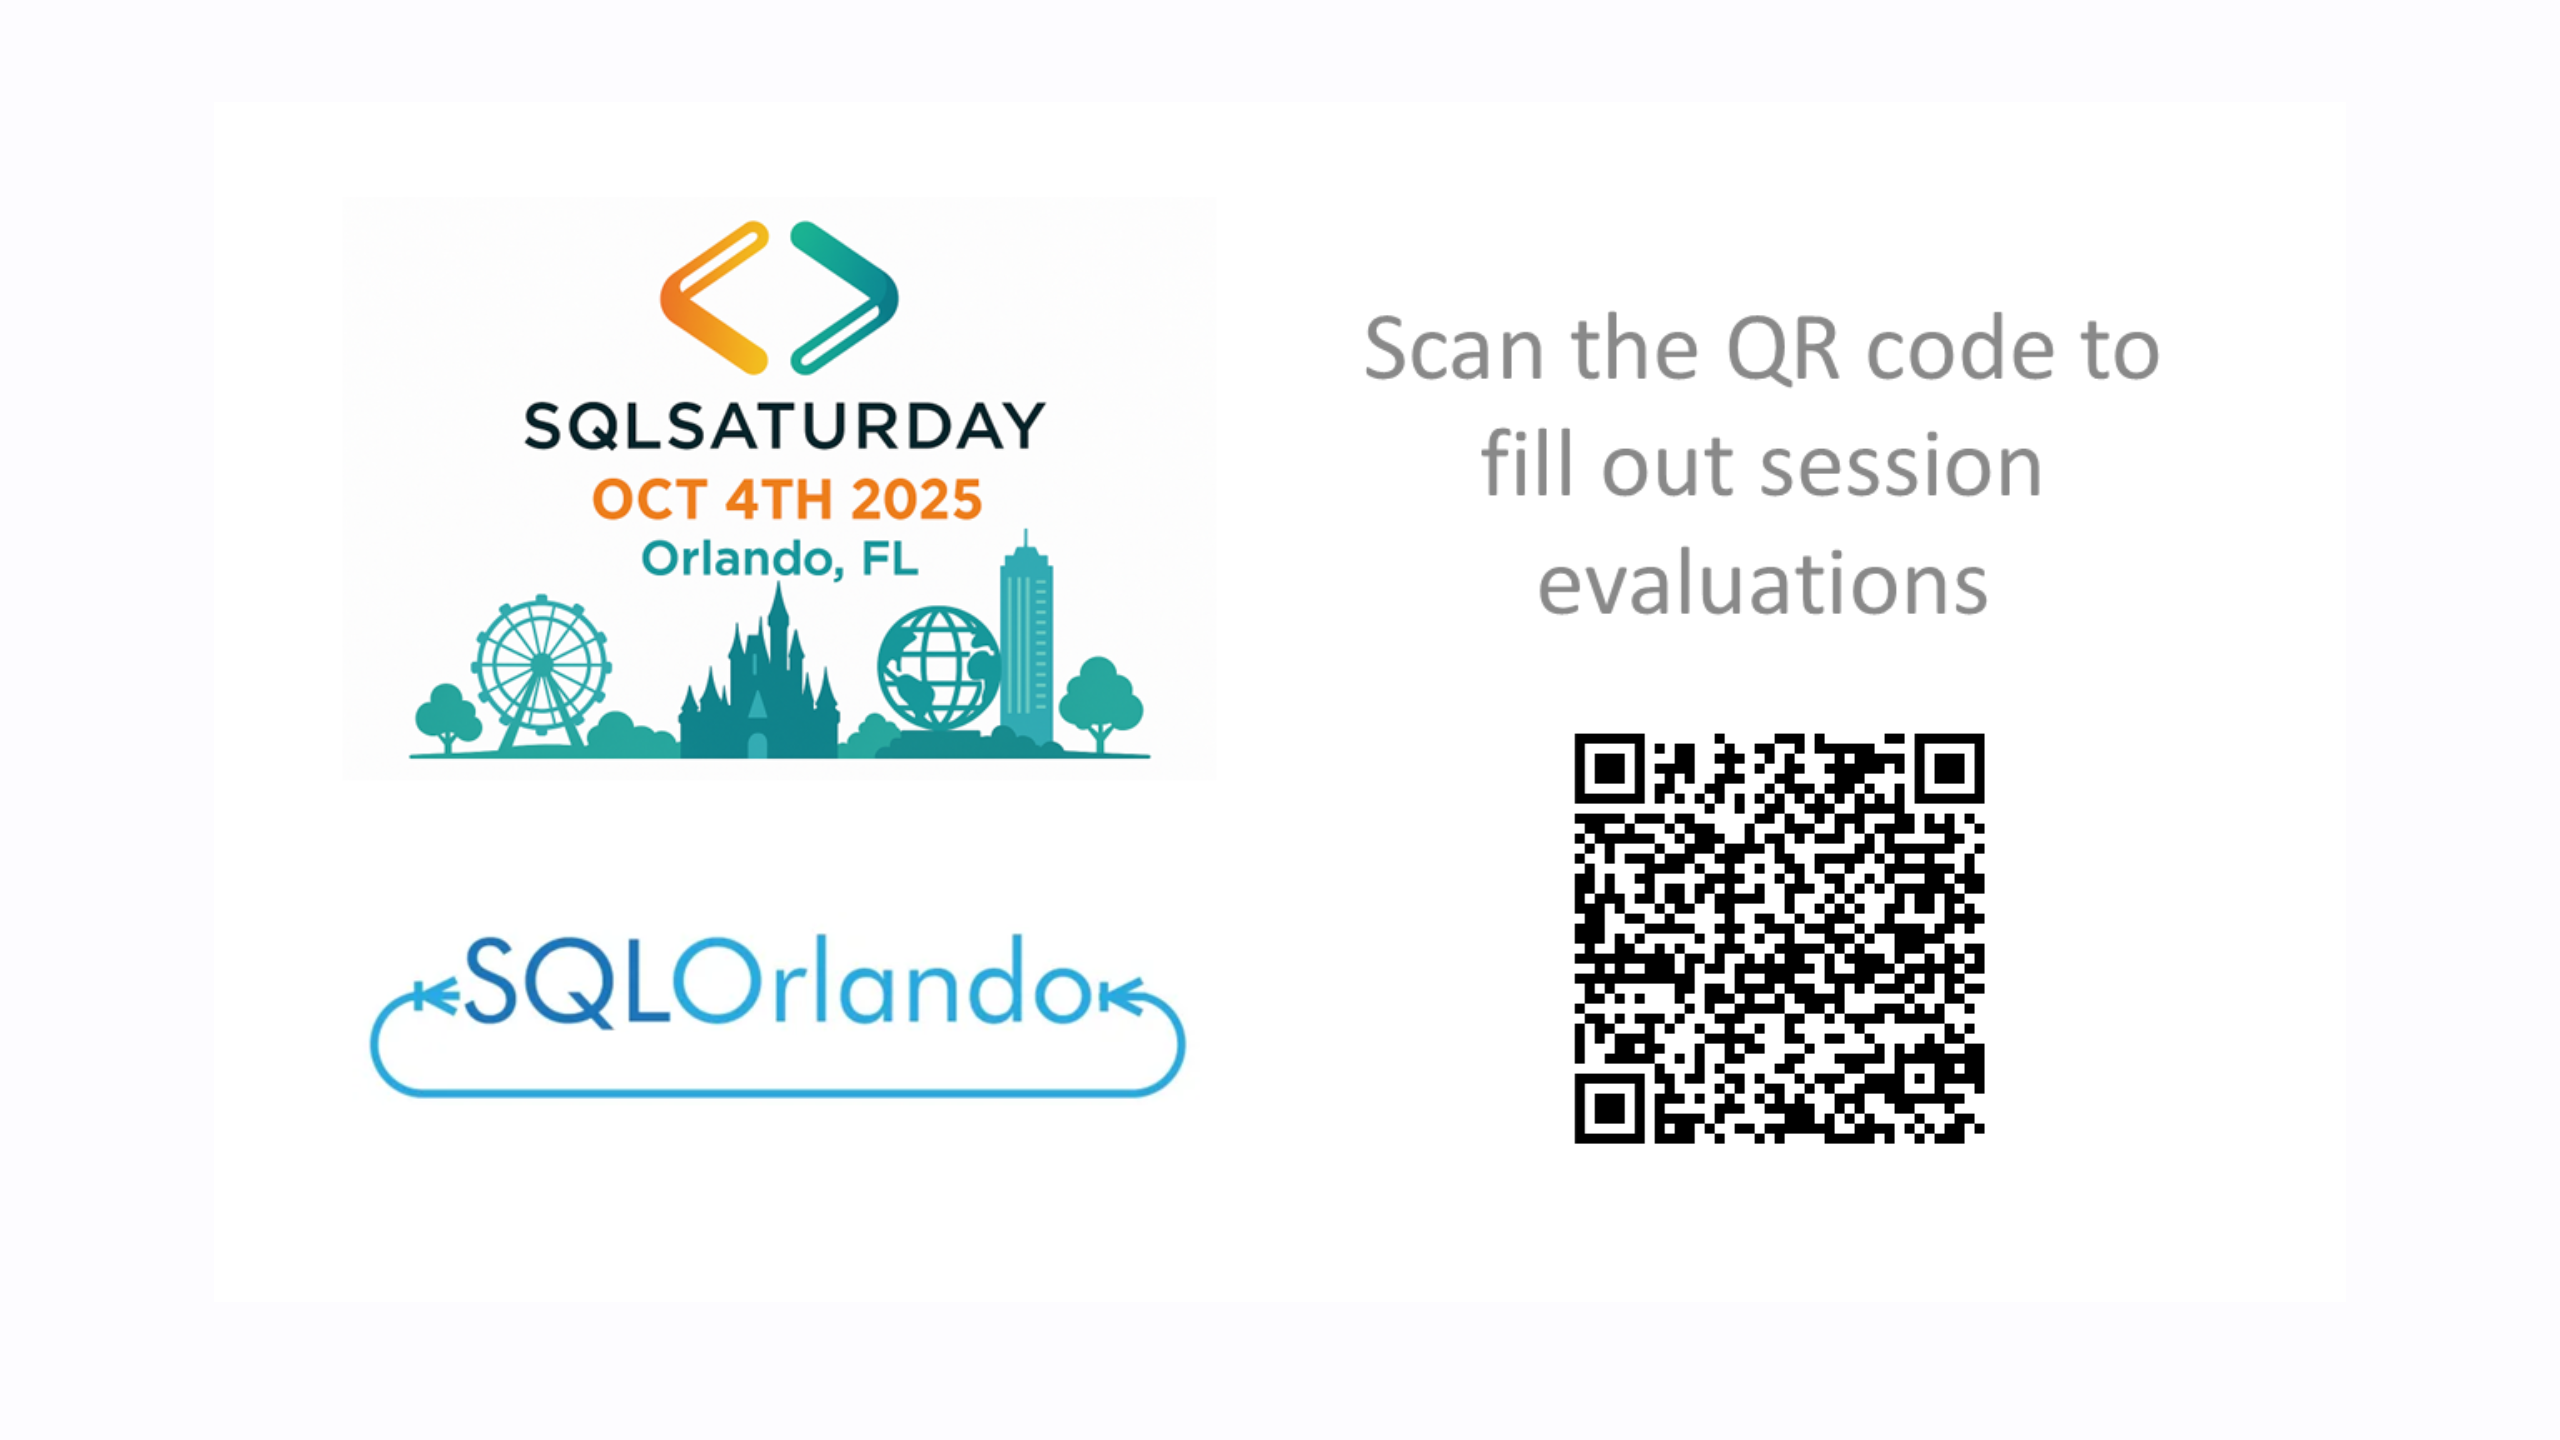 SQLSATURDAY
OCT 4TH 2025
Orlando, FL
SQLOrlando
Scan the QR code to
fill out session
evaluations